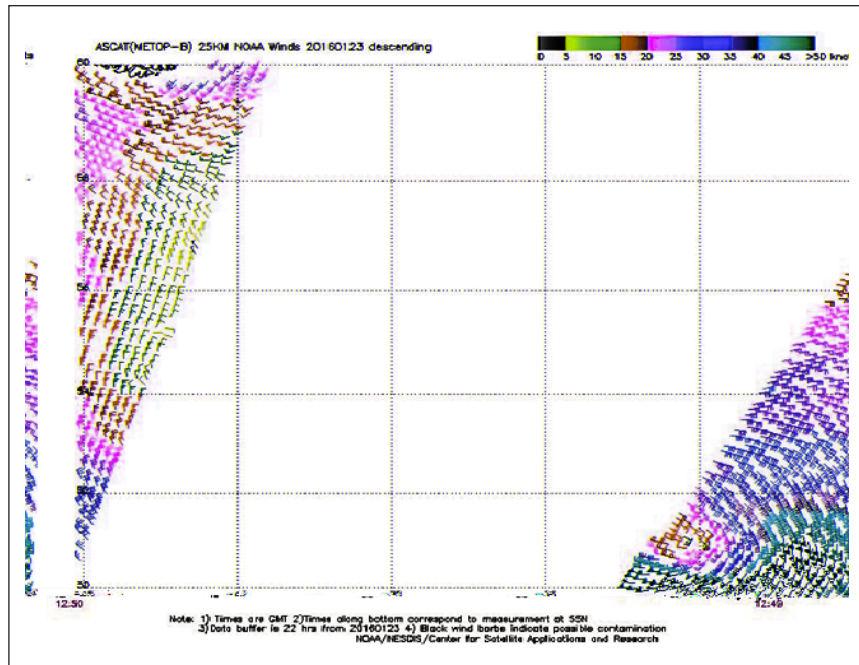 ASCAT(METOP-B) 25KM NOAA Winds 20160123 descending
0 5 10 15 20 25 30 35 40 45 >50 knots
60
58
56
54
50
12:50
12:49
Note: 1) Times are GMT 2)Times along bottom correspond to measurement at 55N
3)Data buffer is 22 hrs from 20160123 4) Black wind barbs indicate possible contamination
NOAA/NESDIS/Center for Satellite Applications and Research